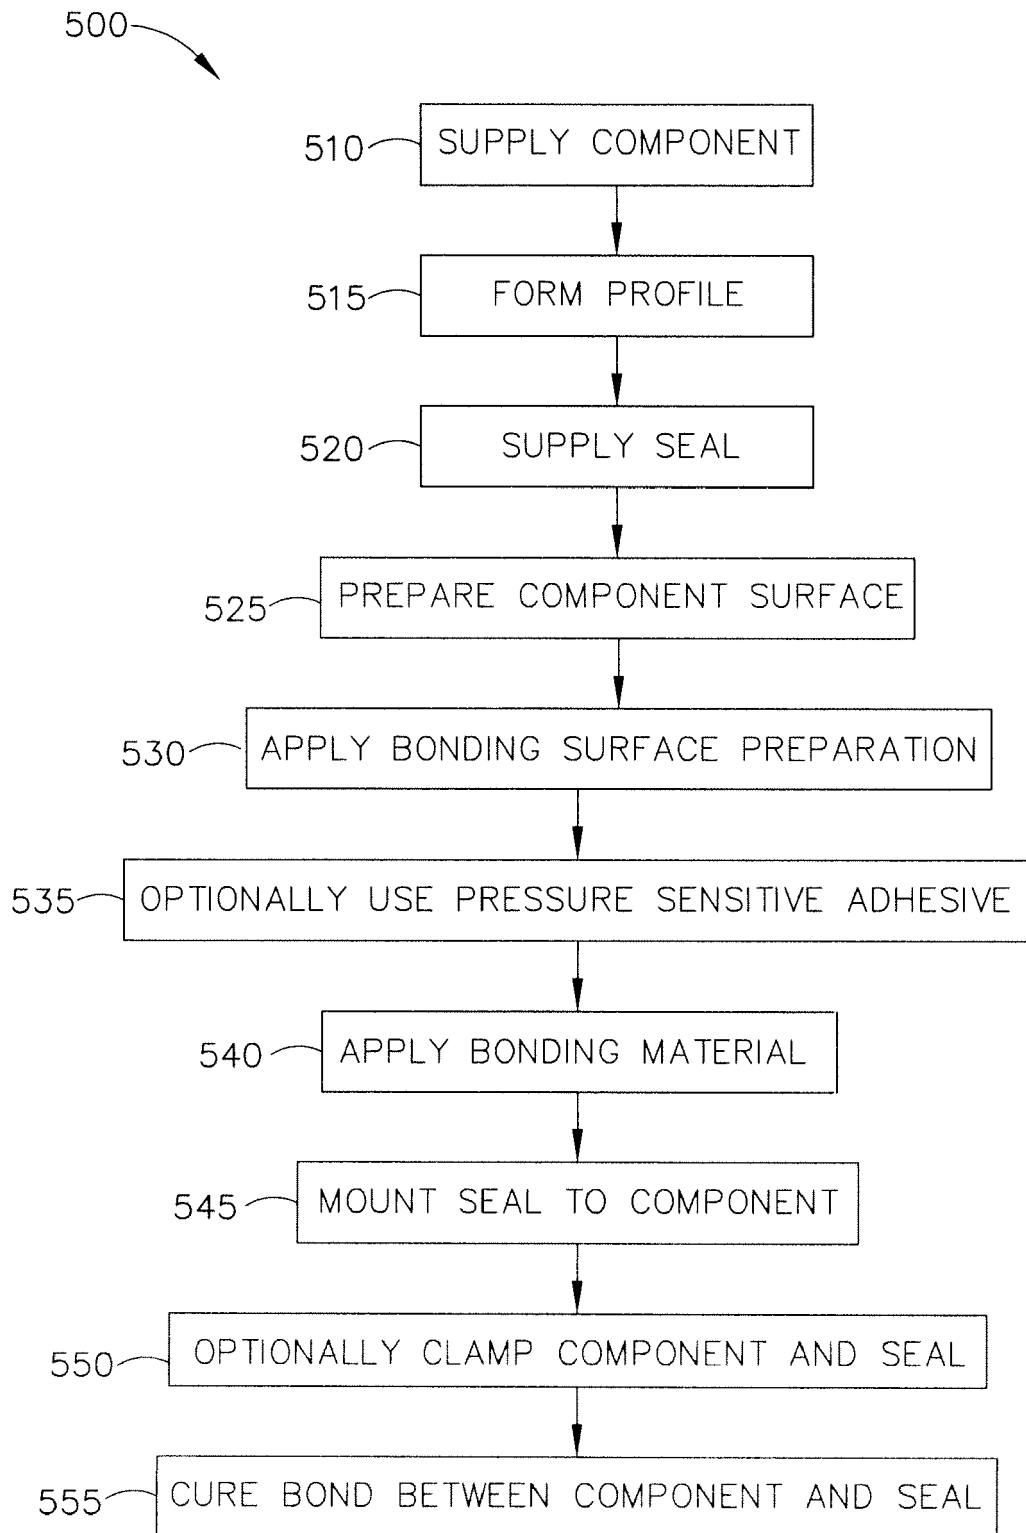 500
510 SUPPLY COMPONENT
515 FORM PROFILE
520 SUPPLY SEAL
525 PREPARE COMPONENT SURFACE
530 APPLY BONDING SURFACE PREPARATION
535 OPTIONALLY USE PRESSURE SENSITIVE ADHESIVE
540 APPLY BONDING MATERIAL
545 MOUNT SEAL TO COMPONENT
550 OPTIONALLY CLAMP COMPONENT AND SEAL
555 CURE BOND BETWEEN COMPONENT AND SEAL